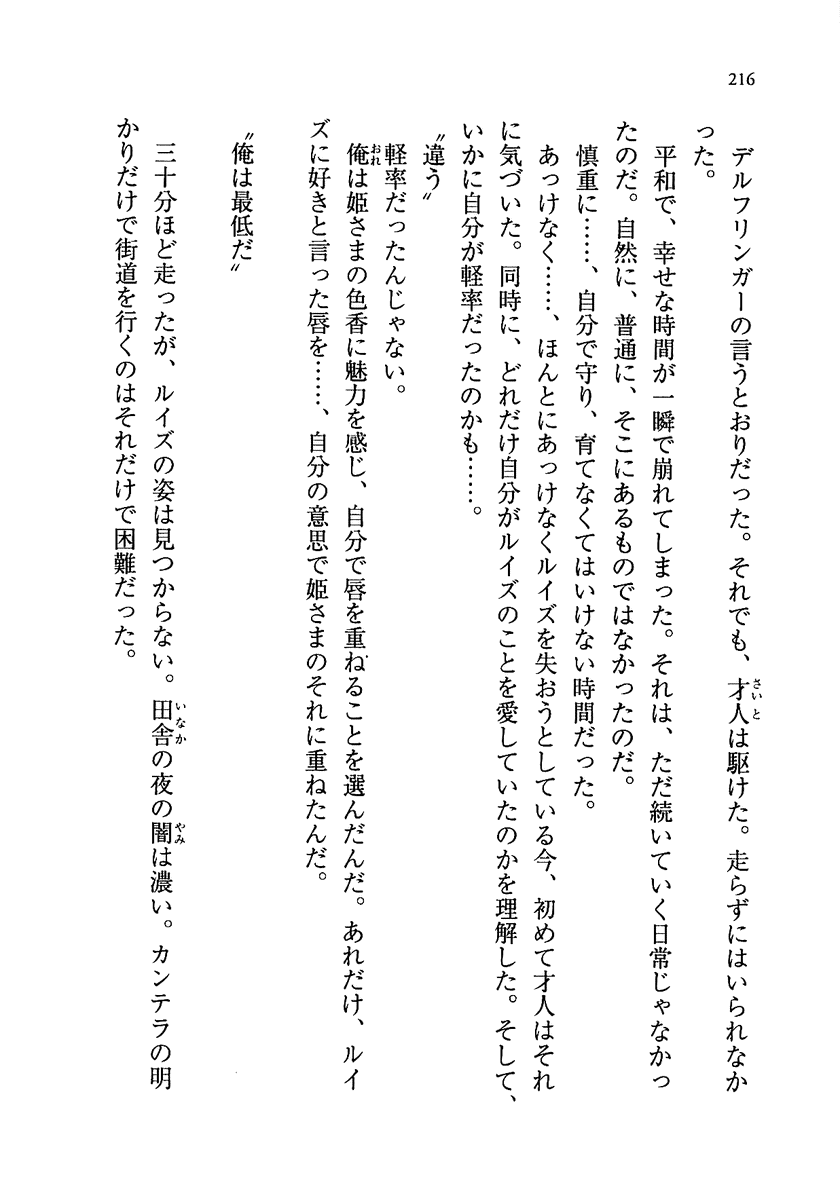 216
デルフリンガーの言うとおりだった。それでも、才人は駆けた。走らずにはいられなか
った。
平和で、幸せな時間が一瞬で崩れてしまった。それは、ただ続いていく日常じゃなかっ
たのだ。自然に、普通に、そこにあるものではなかったのだ。
慎重に……、自分で守り、育てなくてはいけない時間だった。
あっけなく……、ほんとにあっけなくルイズを失おうとしている今、初めて才人はそれ
に気づいた。同時に、どれだけ自分がルイズのことを愛していたのかを理解した。そして、
いかに自分が軽率だったのかも……。
〝違う〟
軽率だったんじゃない。
俺は姫さまの色香に魅力を感じ、自分で唇を重ねることを選んだんだ。あれだけ、ルイ
ズに好きと言った唇を……、自分の意思で姫さまのそれに重ねたんだ。
〝俺は最低だ〟
三十分ほど走ったが、ルイズの姿は見つからない。田舎の夜の闇は濃い。カンテラの明
かりだけで街道を行くのはそれだけで困難だった。